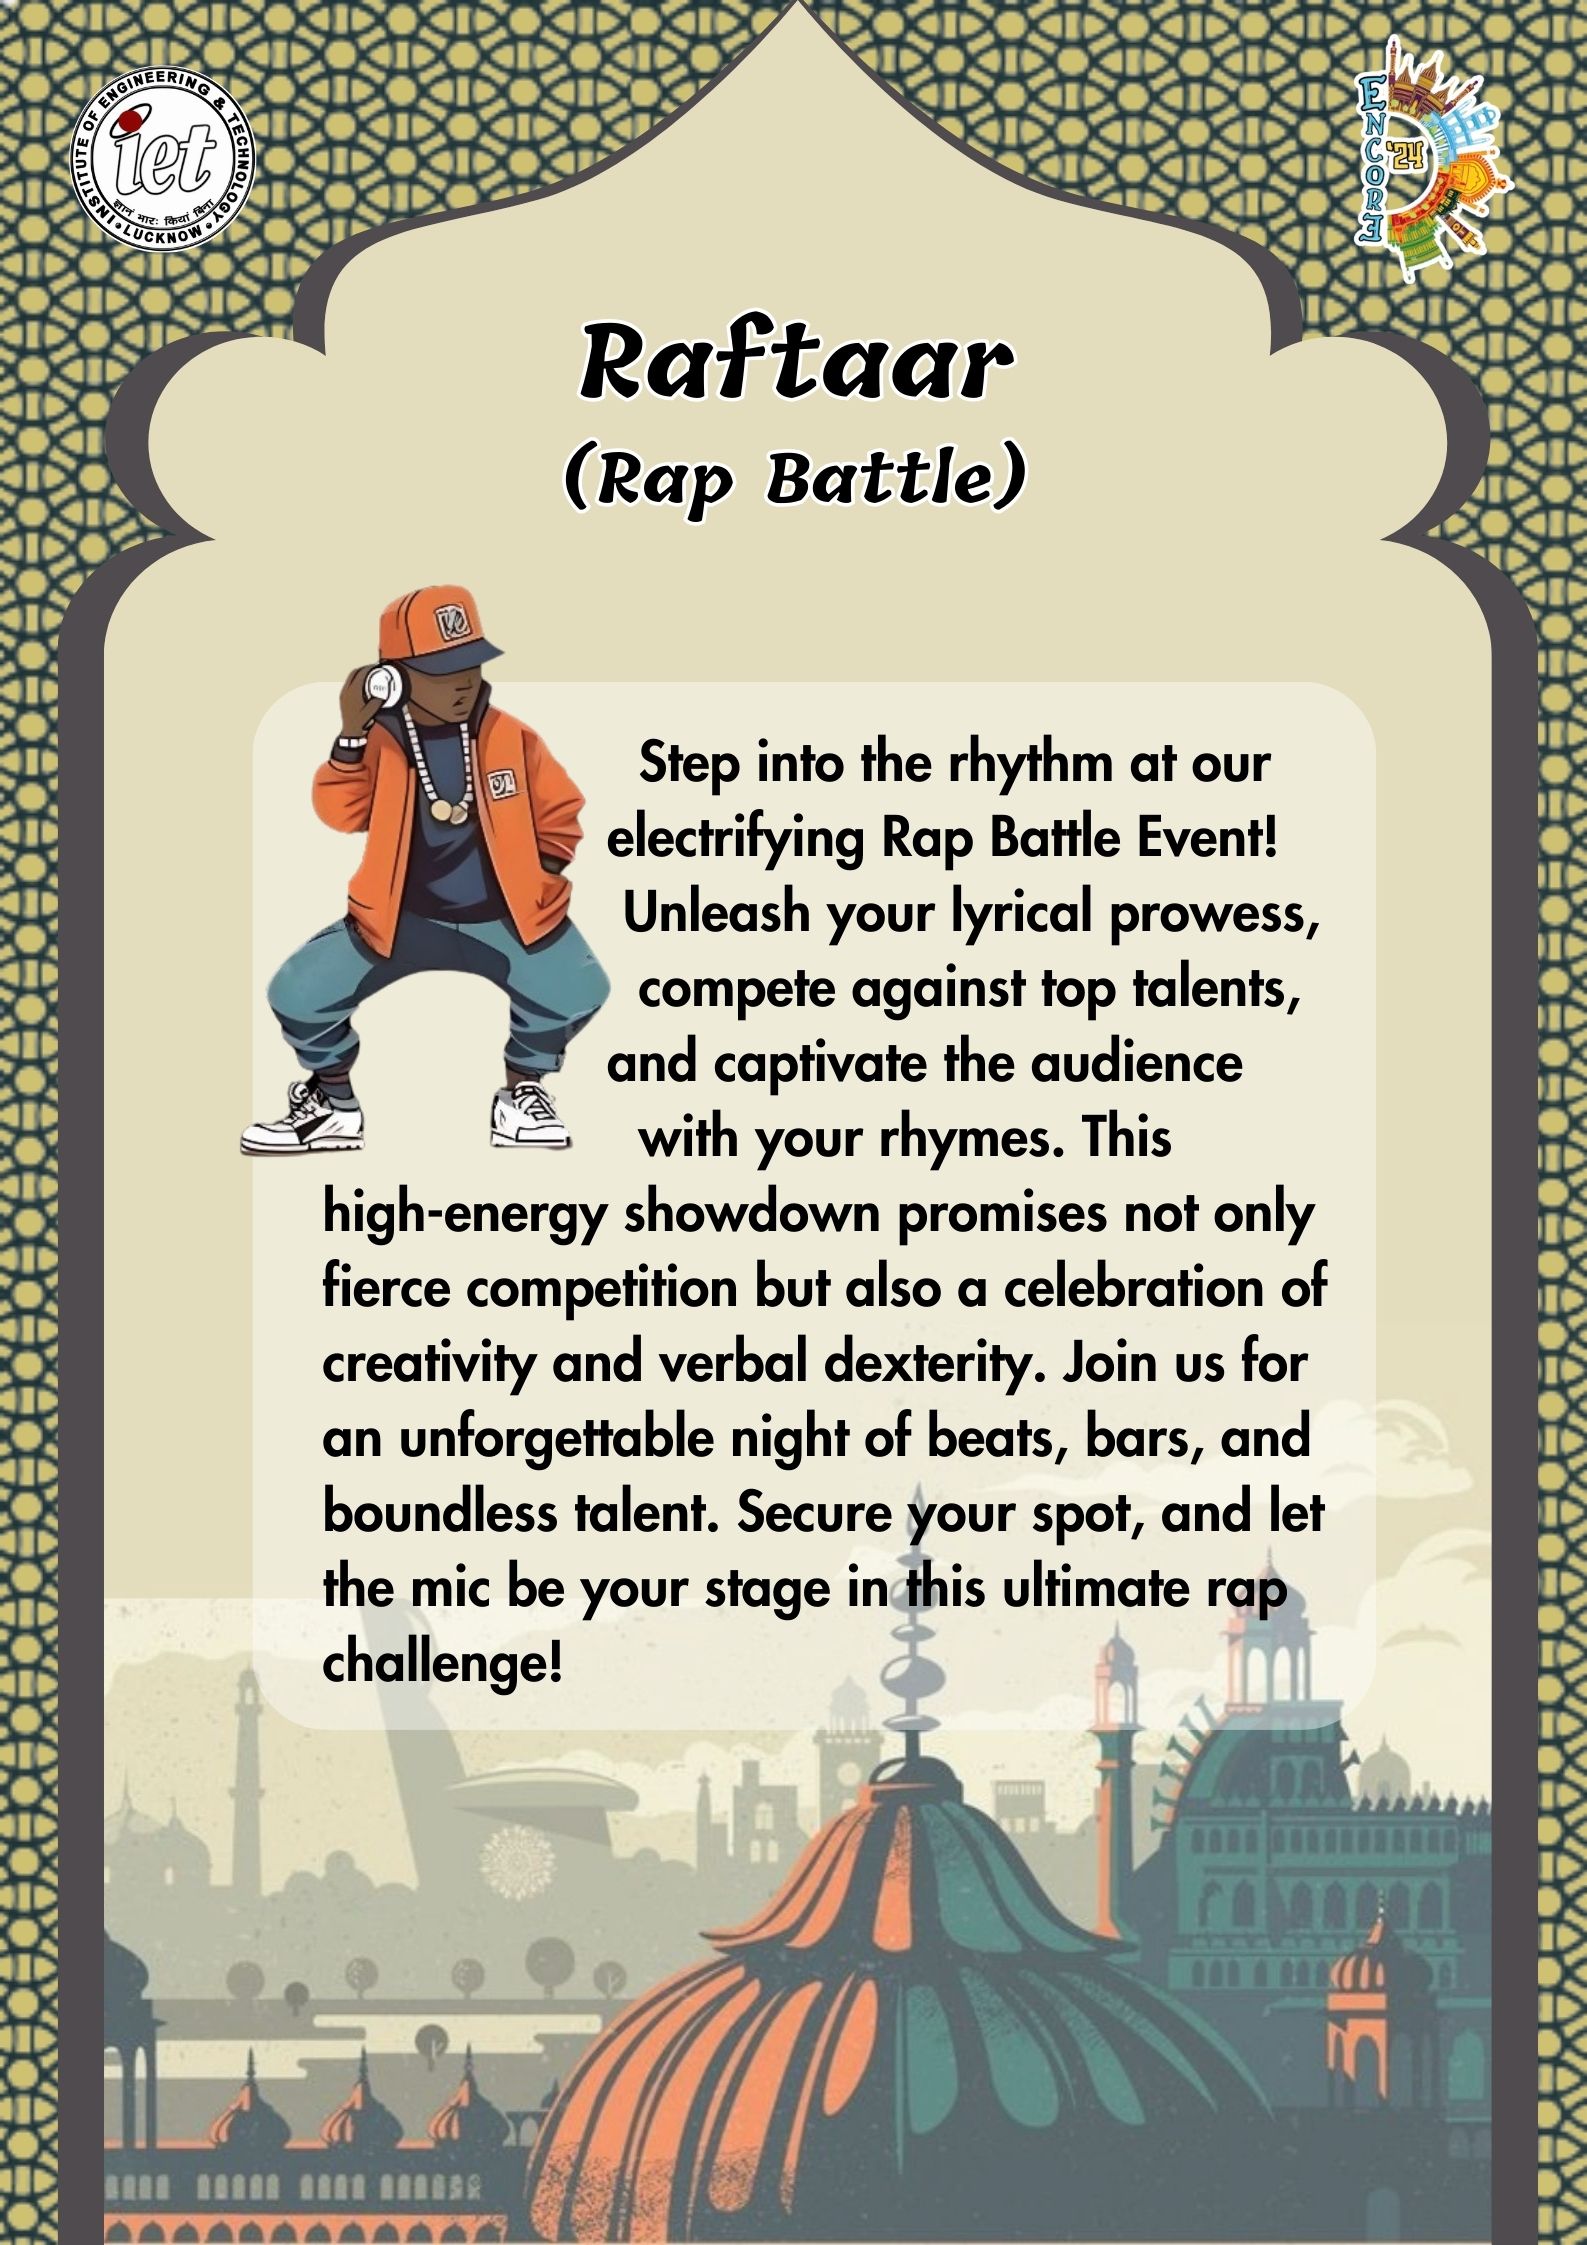 INSTITUTE OF ENGINEERING & TECHNOLOGY
iet
ज्ञानं भारः क्रियां बिना
• LUCKNOW •
ENCORE
'24
Raftaar
(Rap Battle)
Step into the rhythm at our
electrifying Rap Battle Event!
Unleash your lyrical prowess,
compete against top talents,
and captivate the audience
with your rhymes. This
high-energy showdown promises not only
fierce competition but also a celebration of
creativity and verbal dexterity. Join us for
an unforgettable night of beats, bars, and
boundless talent. Secure your spot, and let
the mic be your stage in this ultimate rap
challenge!